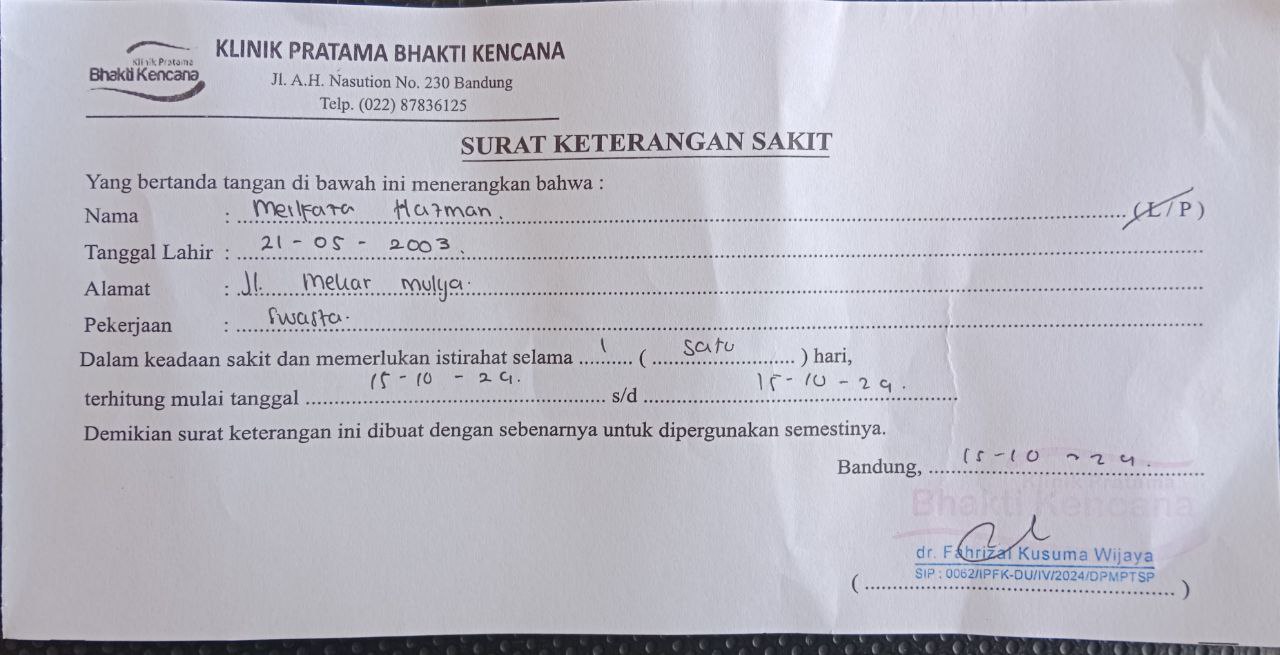 Klinik Pratama
Bhakti Kencana
KLINIK PRATAMA BHAKTI KENCANA
Jl. A.H. Nasution No. 230 Bandung
Telp. (022) 87836125
SURAT KETERANGAN SAKIT
Yang bertanda tangan di bawah ini menerangkan bahwa :
Nama : Meilfara Hazman. (L/P)
Tanggal Lahir : 21-05-2003.
Alamat : Jl. Mekar mulya.
Pekerjaan : Swasta.
Dalam keadaan sakit dan memerlukan istirahat selama 1 ( satu ) hari,
terhitung mulai tanggal 15-10-24. s/d 15-10-24.
Demikian surat keterangan ini dibuat dengan sebenarnya untuk dipergunakan semestinya.
Bandung, 15-10-24.
Klinik Pratama
Bhakti Kencana
dr. Fahrizal Kusuma Wijaya
SIP : 0062/IPFK-DU/IV/2024/DPMPTSP
(..............................)